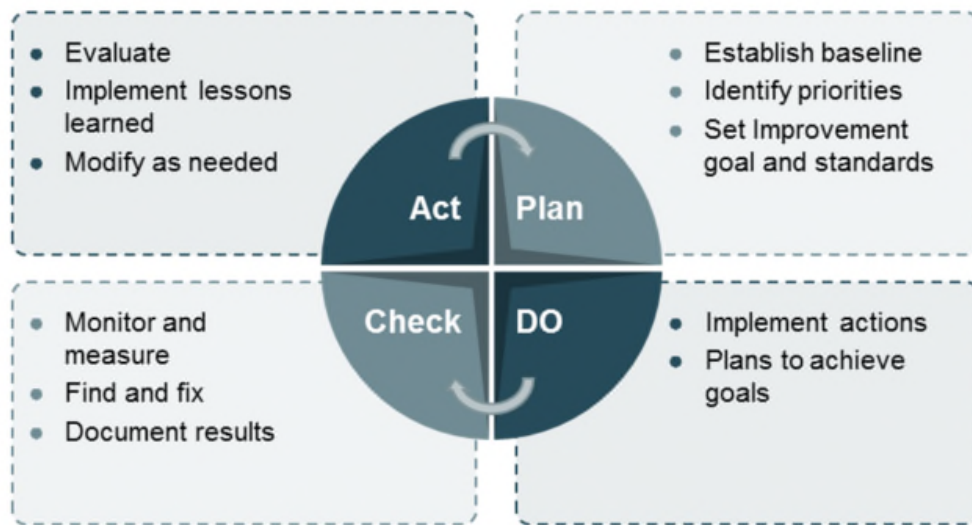 Evaluate
Implement lessons
learned
Modify as needed
Establish baseline
Identify priorities
Set Improvement
goal and standards
Act
Plan
Check
DO
Monitor and
measure
Find and fix
Document results
Implement actions
Plans to achieve
goals